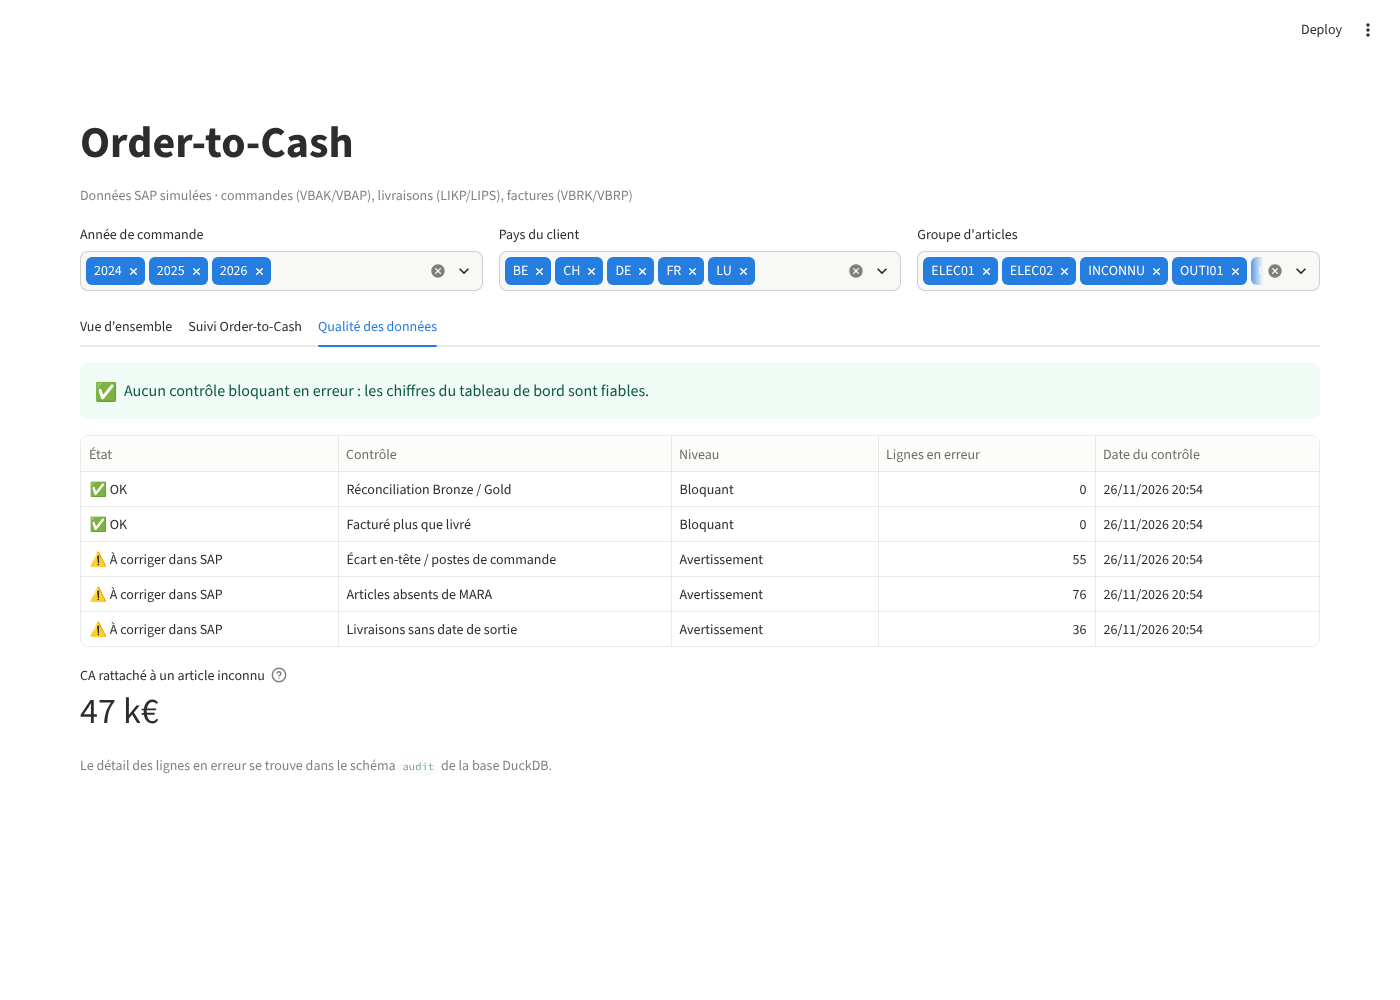 Deploy
Order-to-Cash
Données SAP simulées · commandes (VBAK/VBAP), livraisons (LIKP/LIPS), factures (VBRK/VBRP)
Année de commande Pays du client Groupe d'articles
2024 2025 2026 BE CH DE FR LU ELEC01 ELEC02 INCONNU OUTI01
Vue d'ensemble Suivi Order-to-Cash Qualité des données
✅ Aucun contrôle bloquant en erreur : les chiffres du tableau de bord sont fiables.
État Contrôle Niveau Lignes en erreur Date du contrôle
✅ OK Réconciliation Bronze / Gold Bloquant 0 26/11/2026 20:54
✅ OK Facturé plus que livré Bloquant 0 26/11/2026 20:54
⚠️ À corriger dans SAP Écart en-tête / postes de commande Avertissement 55 26/11/2026 20:54
⚠️ À corriger dans SAP Articles absents de MARA Avertissement 76 26/11/2026 20:54
⚠️ À corriger dans SAP Livraisons sans date de sortie Avertissement 36 26/11/2026 20:54
CA rattaché à un article inconnu
47 k€
Le détail des lignes en erreur se trouve dans le schéma audit de la base DuckDB.